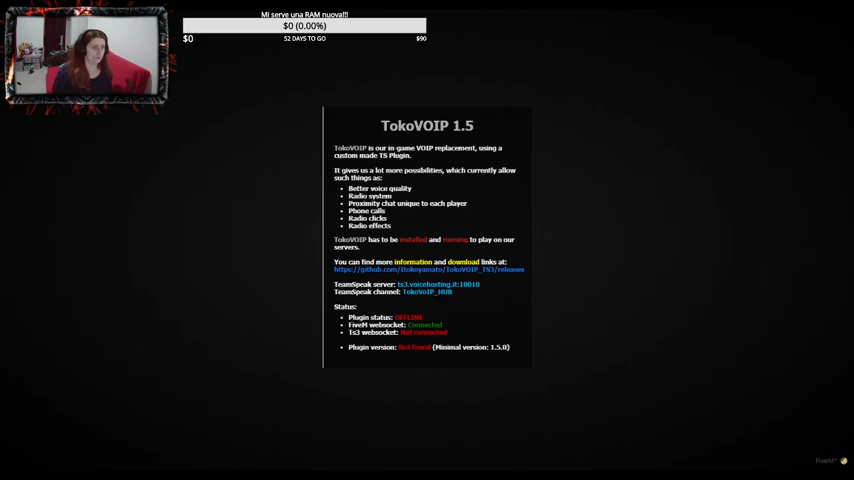 Mi serve una RAM nuova!!
$0 (0.00%)
$0
52 DAYS TO GO
$90
TokoVOIP 1.5
TokoVOIP is our in-game VOIP replacement, using a
custom made TS Plugin.
It gives us a lot more possibilities, which currently allow
such things as:
• Better voice quality
• Radio system
• Proximity chat unique to each player
• Phone calls
• Radio clicks
• Radio effects
TokoVOIP has to be installed and running to play on our
servers.
You can find more information and download links at:
https://github.com/Itokoyamato/TokoVOIP_TS3/releases
TeamSpeak server: ts3.voicehosting.it:10010
TeamSpeak channel: TokoVoIP_HUB
Status:
• Plugin status: OFFLINE
• FiveM websocket: Connected
• Ts3 websocket: Not connected
• Plugin version: Not found (Minimal version: 1.5.0)
FiveM*